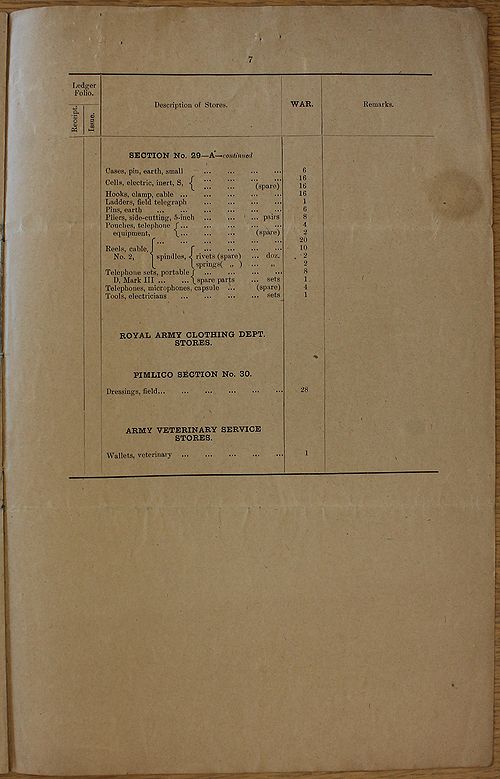 7
Ledger Folio.
Receipt. Issue. Description of Stores. WAR. Remarks.
SECTION No. 29—A—continued
Cases, pin, earth, small ... ... ... ... 6
Cells, electric, inert, S, { ... ... ... ... 16
... ... (spare) 16
Hooks, clamp, cable ... ... ... ... ... 16
Ladders, field telegraph ... ... ... ... 1
Pins, earth ... ... ... ... ... ... 6
Pliers, side-cutting, 5-inch ... ... pairs 8
Pouches, telephone { ... ... ... ... ... 4
equipment, { ... ... ... (spare) 2
{ ... ... ... ... ... 20
Reels, cable, { ... ... ... ... 10
No. 2, { spindles, { rivets (spare) ... doz. 2
springs ( „ ) ... „ 2
Telephone sets, portable { ... ... ... ... 8
D, Mark III ... ... { spare parts ... sets 1
Telephones, microphones, capsule ... (spare) 4
Tools, electricians ... ... ... ... sets 1
ROYAL ARMY CLOTHING DEPT.
STORES.
PIMLICO SECTION No. 30.
Dressings, field... ... ... ... ... ... 28
ARMY VETERINARY SERVICE
STORES.
Wallets, veterinary ... ... ... ... ... 1